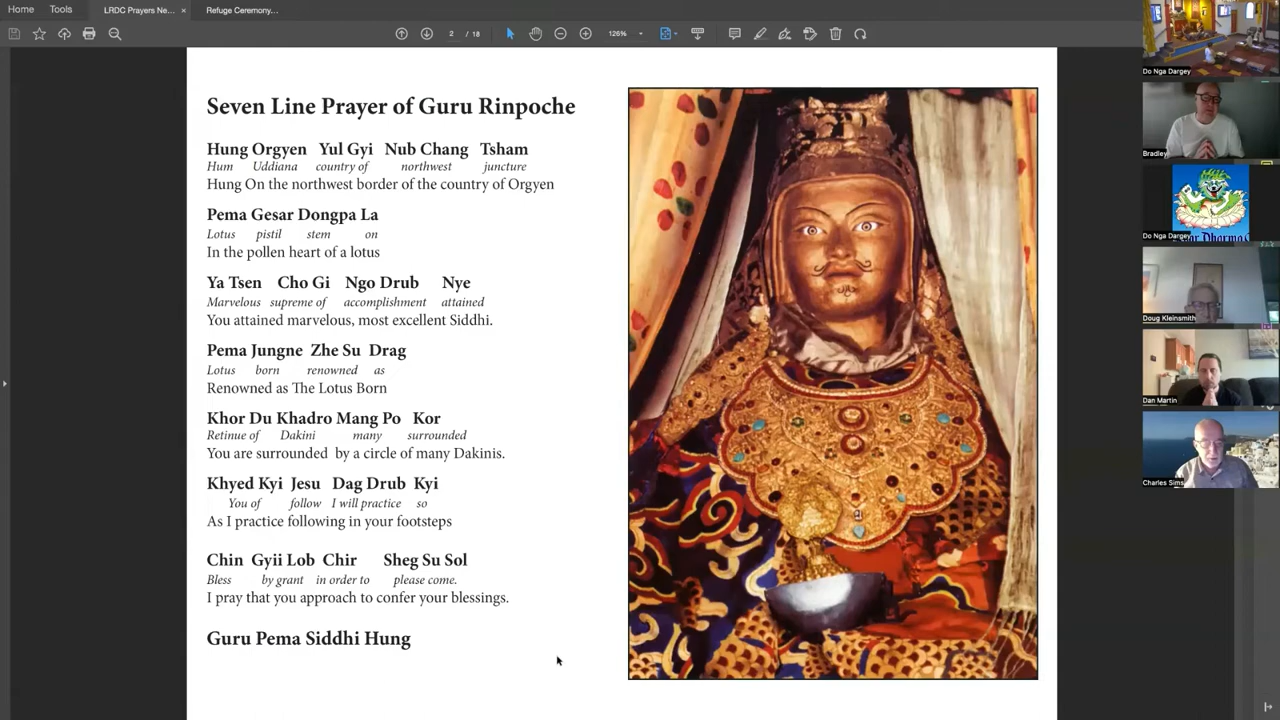 Home Tools LRDC Prayers Ne... × Refuge Ceremony...
2 / 18 126%
Seven Line Prayer of Guru Rinpoche
Hung Orgyen Yul Gyi Nub Chang Tsham
Hum Uddiana country of northwest juncture
Hung On the northwest border of the country of Orgyen
Pema Gesar Dongpa La
Lotus pistil stem on
In the pollen heart of a lotus
Ya Tsen Cho Gi Ngo Drub Nye
Marvelous supreme of accomplishment attained
You attained marvelous, most excellent Siddhi.
Pema Jungne Zhe Su Drag
Lotus born renowned as
Renowned as The Lotus Born
Khor Du Khadro Mang Po Kor
Retinue of Dakini many surrounded
You are surrounded by a circle of many Dakinis.
Khyed Kyi Jesu Dag Drub Kyi
You of follow I will practice so
As I practice following in your footsteps
Chin Gyii Lob Chir Sheg Su Sol
Bless by grant in order to please come.
I pray that you approach to confer your blessings.
Guru Pema Siddhi Hung
Do Nga Dargey
Bradley
Do Nga Dargey
Doug Kleinsmith
Dan Martin
Charles Sims